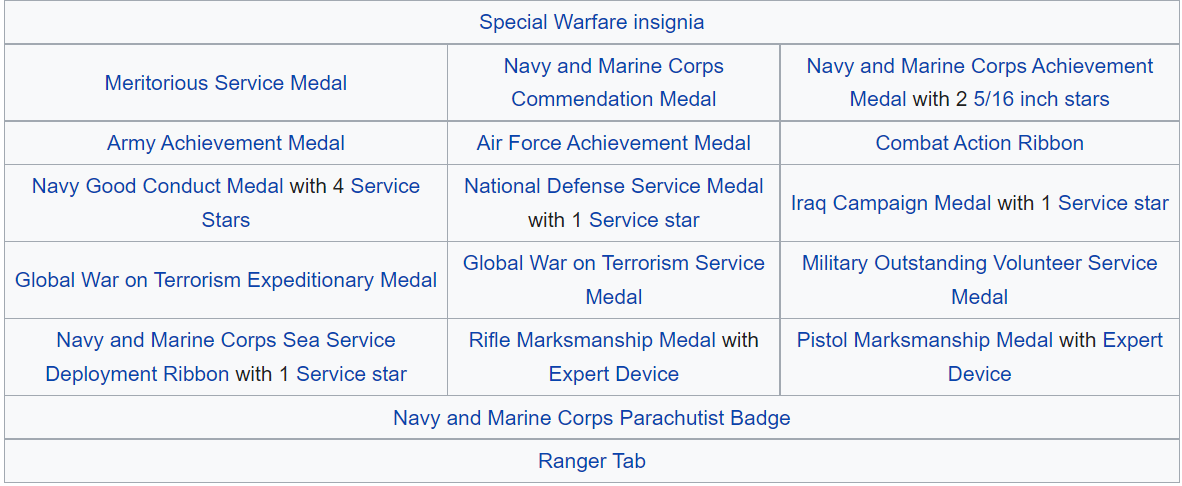 Special Warfare insignia
Meritorious Service Medal
Navy and Marine Corps
Commendation Medal
Navy and Marine Corps Achievement
Medal with 2 5/16 inch stars
Army Achievement Medal
Air Force Achievement Medal
Combat Action Ribbon
Navy Good Conduct Medal with 4 Service
Stars
National Defense Service Medal
with 1 Service star
Iraq Campaign Medal with 1 Service star
Global War on Terrorism Expeditionary Medal
Global War on Terrorism Service
Medal
Military Outstanding Volunteer Service
Medal
Navy and Marine Corps Sea Service
Deployment Ribbon with 1 Service star
Rifle Marksmanship Medal with
Expert Device
Pistol Marksmanship Medal with Expert
Device
Navy and Marine Corps Parachutist Badge
Ranger Tab